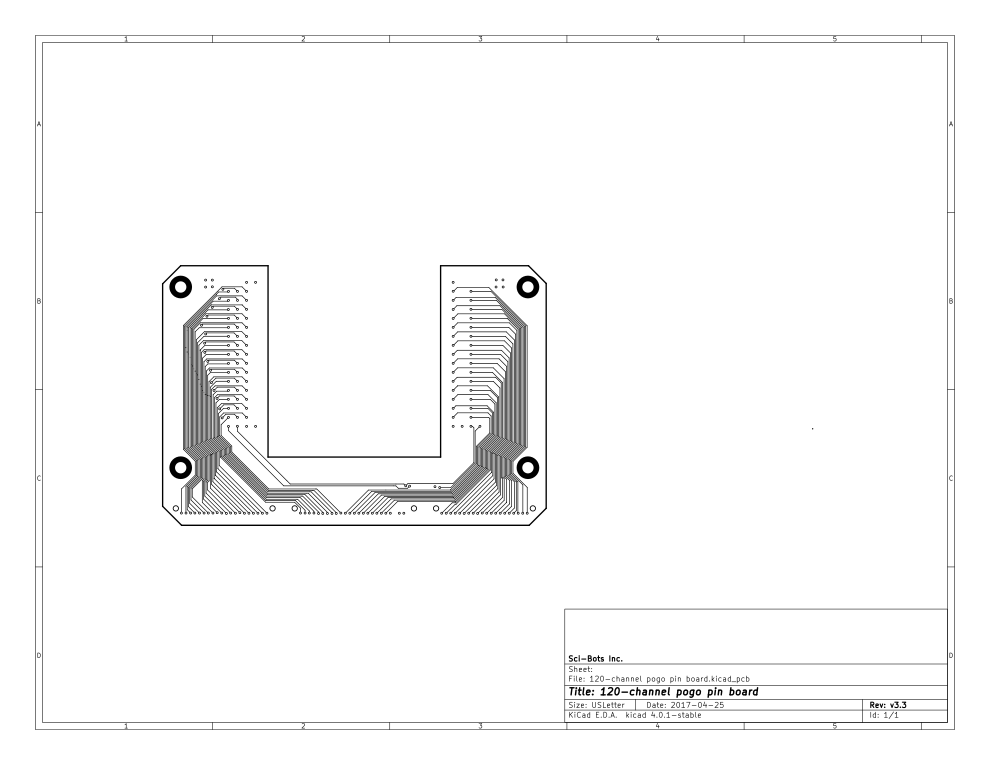 1 2 3 4 5
A A
B B
C C
D D
Sci-Bots Inc.
Sheet:
File: 120-channel pogo pin board.kicad_pcb
Title: 120-channel pogo pin board
Size: USLetter Date: 2017-04-25 Rev: v3.3
KiCad E.D.A. kicad 4.0.1-stable Id: 1/1
1 2 3 4 5